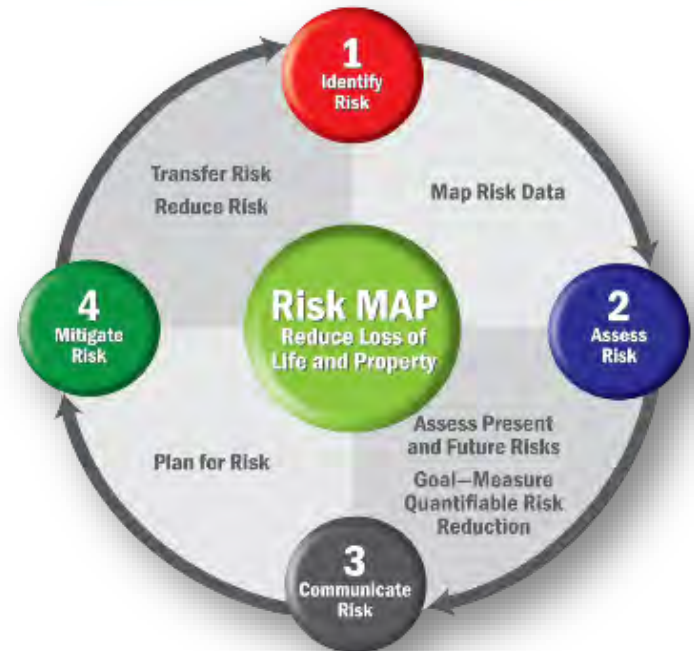 1
Identify
Risk
Transfer Risk
Reduce Risk
Map Risk Data
4
Mitigate
Risk
Risk MAP
Reduce Loss of
Life and Property
2
Assess
Risk
Plan for Risk
Assess Present
and Future Risks
Goal—Measure
Quantifiable Risk
Reduction
3
Communicate
Risk